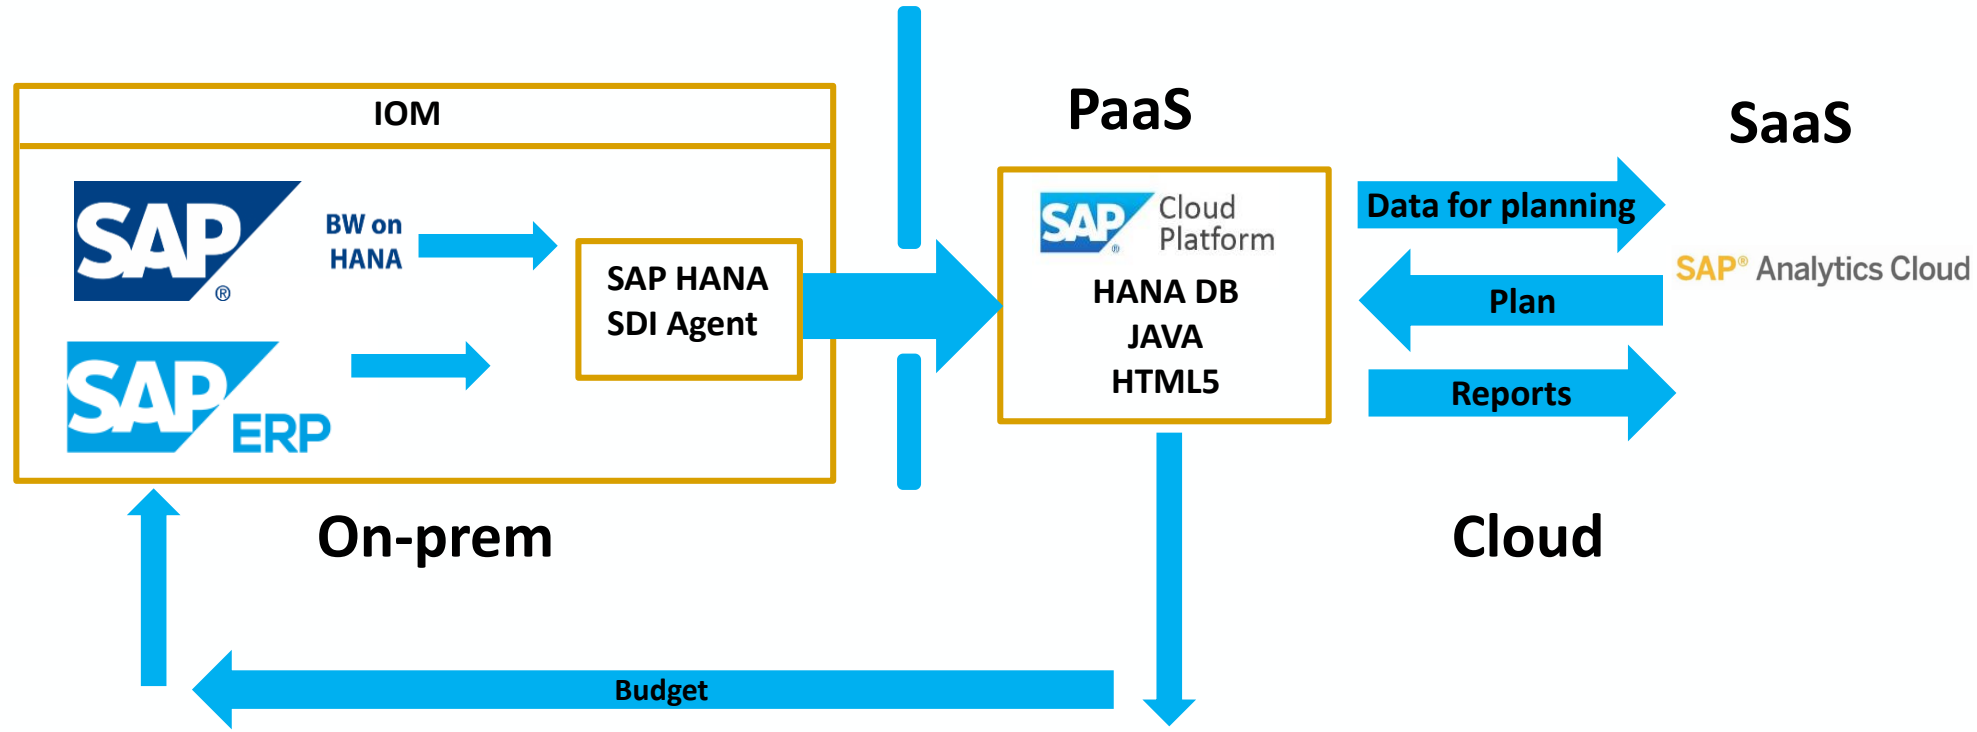 IOM
SAP
®
BW on
HANA
SAP
ERP
SAP HANA
SDI Agent
On-prem
PaaS
SAP
®
Cloud
Platform
HANA DB
JAVA
HTML5
SaaS
Data for planning
SAP® Analytics Cloud
Plan
Reports
Cloud
Budget